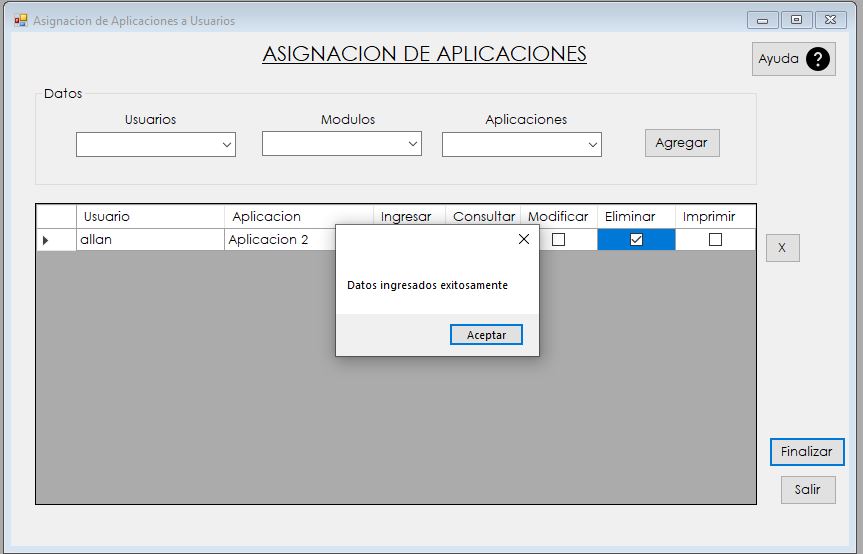 Asignacion de Aplicaciones a Usuarios
ASIGNACION DE APLICACIONES
Ayuda ?
Datos
Usuarios Modulos Aplicaciones
Agregar
Usuario Aplicacion Ingresar Consultar Modificar Eliminar Imprimir
allan Aplicacion 2
X
Datos ingresados exitosamente
Aceptar
Finalizar
Salir